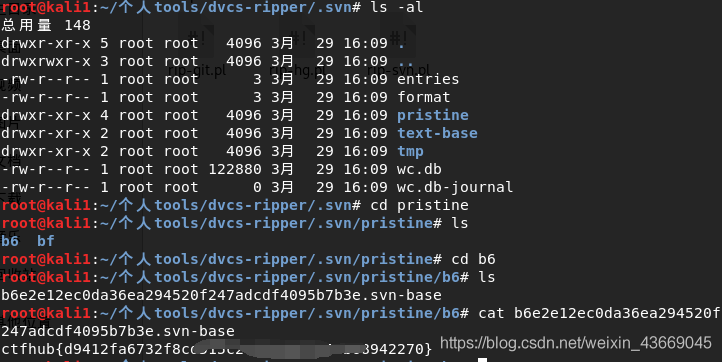 root@kali1:~/个人tools/dvcs-ripper/.svn# ls -al
总用量 148
drwxr-xr-x 5 root root 4096 3月 29 16:09 .
drwxrwxr-x 3 root root 4096 3月 29 16:09 ..
-rw-r--r-- 1 root root 3 3月 29 16:09 entries
-rw-r--r-- 1 root root 3 3月 29 16:09 format
drwxr-xr-x 4 root root 4096 3月 29 16:09 pristine
drwxr-xr-x 2 root root 4096 3月 29 16:09 text-base
drwxr-xr-x 2 root root 4096 3月 29 16:09 tmp
-rw-r--r-- 1 root root 122880 3月 29 16:09 wc.db
-rw-r--r-- 1 root root 0 3月 29 16:09 wc.db-journal
root@kali1:~/个人tools/dvcs-ripper/.svn# cd pristine
root@kali1:~/个人tools/dvcs-ripper/.svn/pristine# ls
b6 bf
root@kali1:~/个人tools/dvcs-ripper/.svn/pristine# cd b6
root@kali1:~/个人tools/dvcs-ripper/.svn/pristine/b6# ls
b6e2e12ec0da36ea294520f247adcdf4095b7b3e.svn-base
root@kali1:~/个人tools/dvcs-ripper/.svn/pristine/b6# cat b6e2e12ec0da36ea294520f
247adcdf4095b7b3e.svn-base
https://blog.csdn.net/weixin_43669045